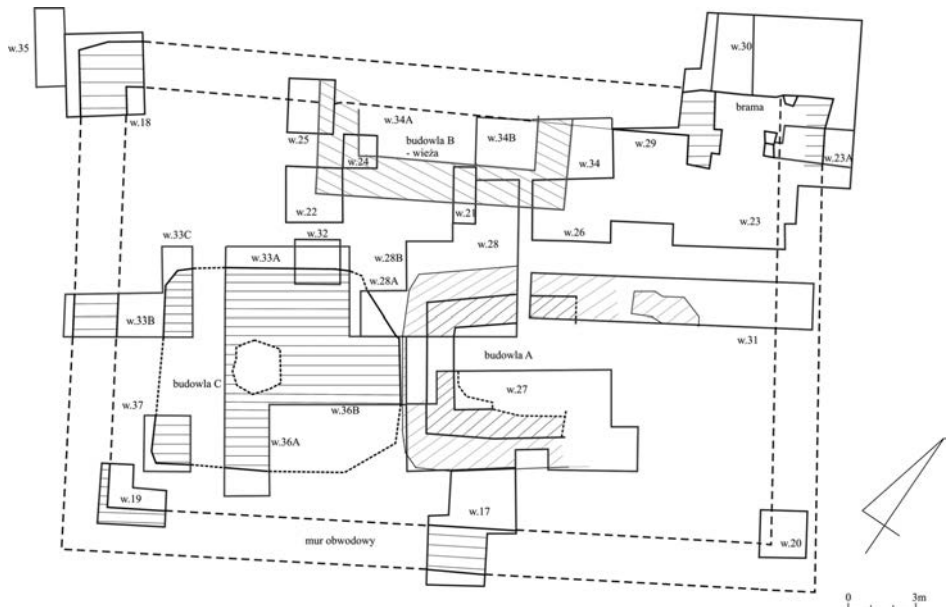 w.35
w.30
w.18
brama
w.34A
w.34B
budowla B
- wieża
w.25
w.24
w.34
w.29
w.23A
w.22
w.21
w.23
w.26
w.33C
w.32
w.33A
w.28B
w.28
w.28A
w.33B
w.31
budowla A
budowla C
w.27
w.37
w.36B
w.36A
w.19
w.17
w.20
mur obwodowy
0 3m